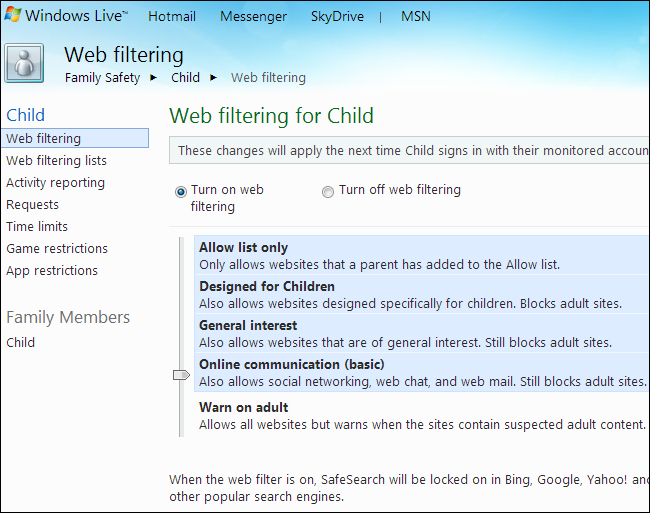 Windows Live™ Hotmail Messenger SkyDrive | MSN
Web filtering
Family Safety ► Child ► Web filtering
Child
Web filtering
Web filtering lists
Activity reporting
Requests
Time limits
Game restrictions
App restrictions
Family Members
Child
Web filtering for Child
These changes will apply the next time Child signs in with their monitored accoun
Turn on web
filtering
Turn off web filtering
Allow list only
Only allows websites that a parent has added to the Allow list.
Designed for Children
Also allows websites designed specifically for children. Blocks adult sites.
General interest
Also allows websites that are of general interest. Still blocks adult sites.
Online communication (basic)
Also allows social networking, web chat, and web mail. Still blocks adult sites.
Warn on adult
Allows all websites but warns when the sites contain suspected adult content.
When the web filter is on, SafeSearch will be locked on in Bing, Google, Yahoo! and
other popular search engines.